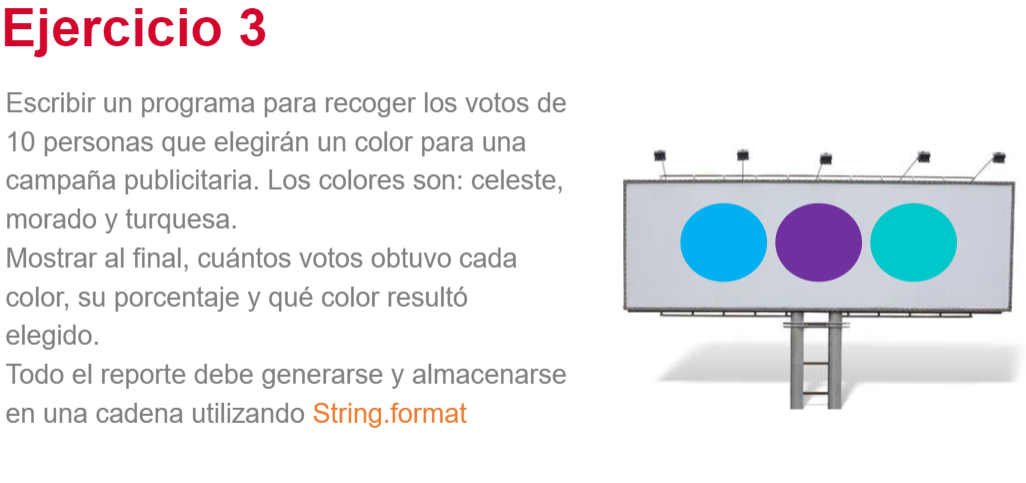 Ejercicio 3
Escribir un programa para recoger los votos de
10 personas que elegirán un color para una
campaña publicitaria. Los colores son: celeste,
morado y turquesa.
Mostrar al final, cuántos votos obtuvo cada
color, su porcentaje y qué color resultó
elegido.
Todo el reporte debe generarse y almacenarse
en una cadena utilizando String.format